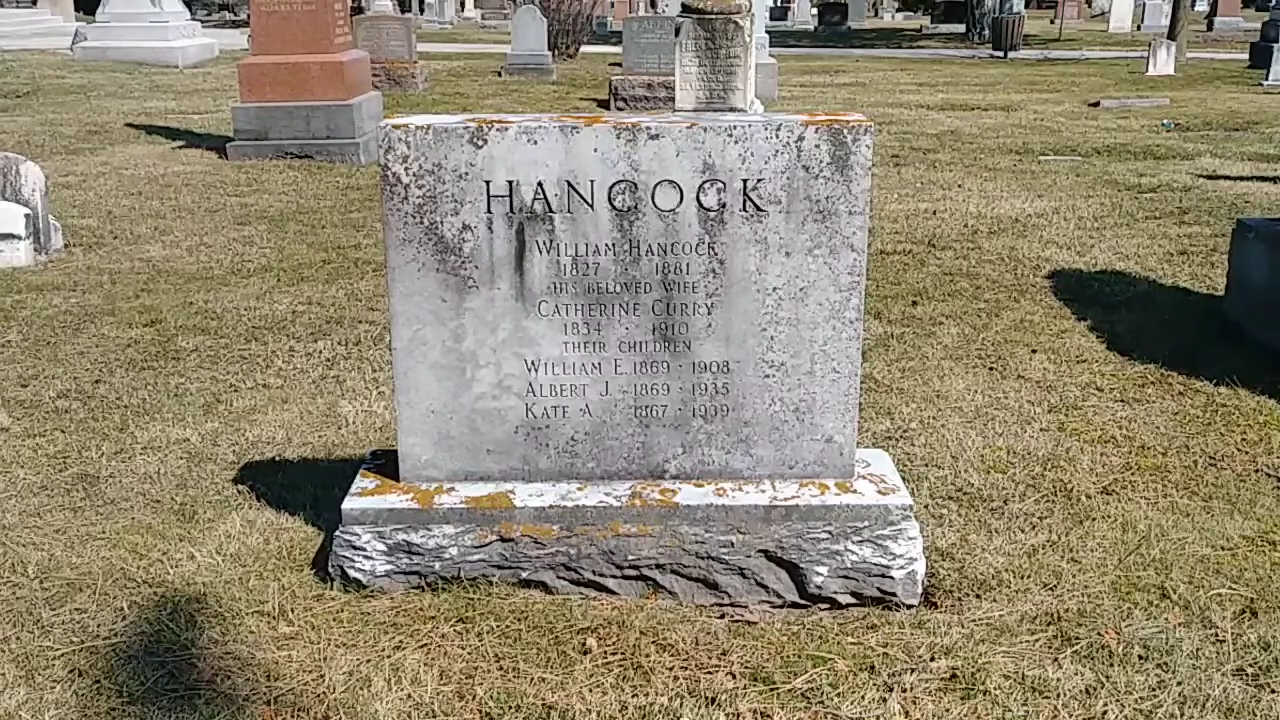 HANCOCK
WILLIAM HANCOCK
1827 · 1881
HIS BELOVED WIFE
CATHERINE CURRY
1834 · 1910
THEIR CHILDREN
WILLIAM E. 1869 · 1908
ALBERT J. 1869 · 1935
KATE A. 1867 · 1939